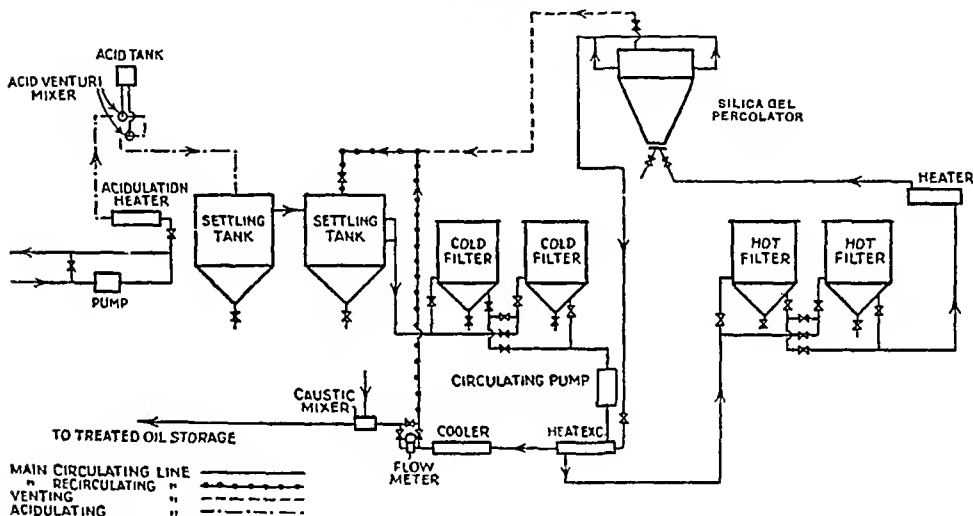 ACID TANK
ACID VENTURI
MIXER
ACIDULATION
HEATER
PUMP
SETTLING
TANK
SETTLING
TANK
COLD
FILTER
COLD
FILTER
SILICA GEL
PERCOLATOR
HEATER
HOT
FILTER
HOT
FILTER
CIRCULATING PUMP
CAUSTIC
MIXER
TO TREATED OIL STORAGE
FLOW
METER
COOLER
HEAT EXC.
MAIN CIRCULATING LINE
" RECIRCULATING "
VENTING "
ACIDULATING "